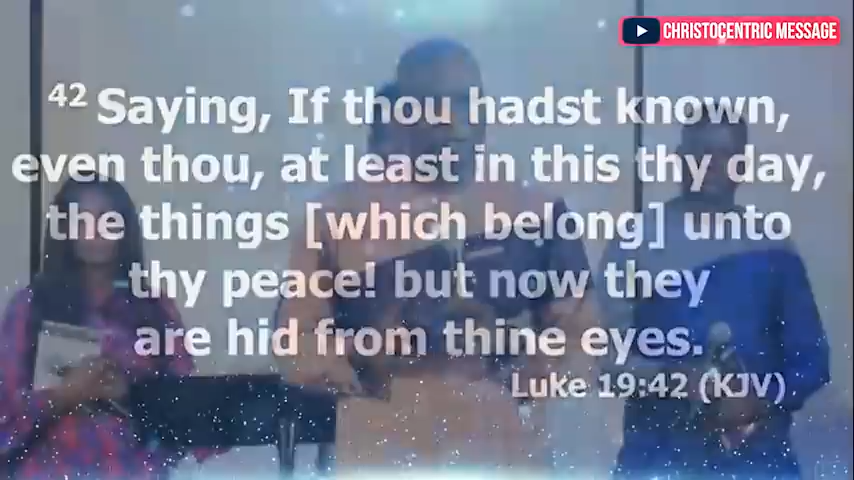 CHRISTOCENTRIC MESSAGE
42 Saying, If thou hadst known,
even thou, at least in this thy day,
the things [which belong] unto
thy peace! but now they
are hid from thine eyes.
Luke 19:42 (KJV)